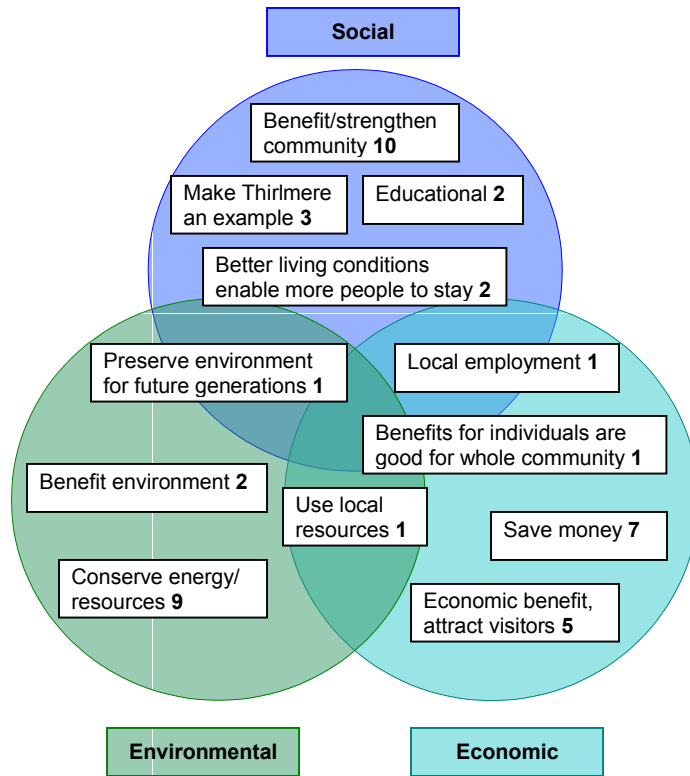 Social
Benefit/strengthen
community 10
Make Thirlmere
an example 3
Educational 2
Better living conditions
enable more people to stay 2
Preserve environment
for future generations 1
Local employment 1
Benefits for individuals are
good for whole community 1
Benefit environment 2
Use local
resources 1
Save money 7
Conserve energy/
resources 9
Economic benefit,
attract visitors 5
Environmental
Economic